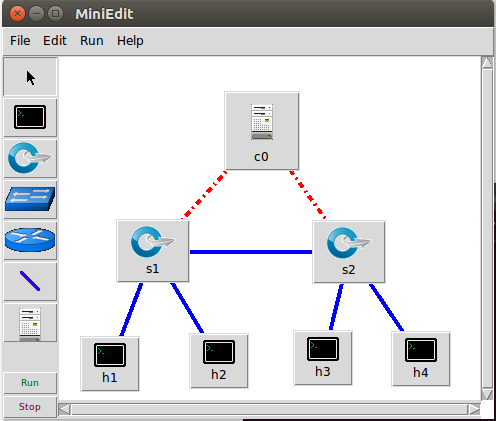 MiniEdit
File Edit Run Help
c0
s1
s2
h1
h2
h3
h4
Run
Stop